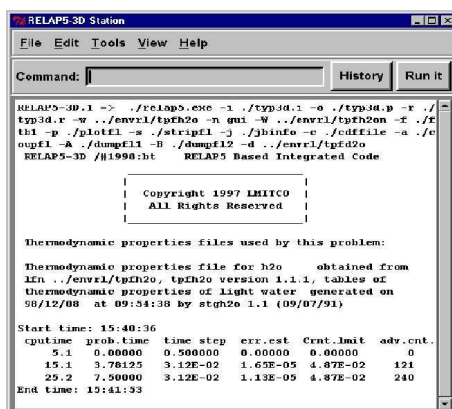 RELAP5-3D Station
File Edit Tools View Help
Command: History Run it
RELAP5-3D.1 -> ./relap5.exe -i ./typ3d.i -o ./typ3d.p -r ./
typ3d.r -w ../envrl/tpfh2o -n gui -W ../envrl/tpfh2on -f ./f
tb1 -p ./plotfl -s ./stripfl -j ./jbinfo -c ./cdffile -a ./c
oupfl -A ./dumpfl1 -B ./dumpfl2 -d ../envrl/tpfd2o
RELAP5-3D /#1998:bt RELAP5 Based Integrated Code
Copyright 1997 LMITCO
All Rights Reserved
Thermodynamic properties files used by this problem:
Thermodynamic properties file for h2o obtained from
lfn ../envrl/tpfh2o, tpfh2o version 1.1.1, tables of
thermodynamic properties of light water generated on
98/12/08 at 09:54:38 by stgh2o 1.1 (09/07/91)
Start time: 15:40:36
cputime prob.time time step err.est Crnt.lmit adv.cnt.
5.1 0.00000 0.500000 0.00000 0.00000 0
15.1 3.78125 3.12E-02 1.65E-05 4.87E-02 121
25.2 7.50000 3.12E-02 1.13E-05 4.87E-02 240
End time: 15:41:53